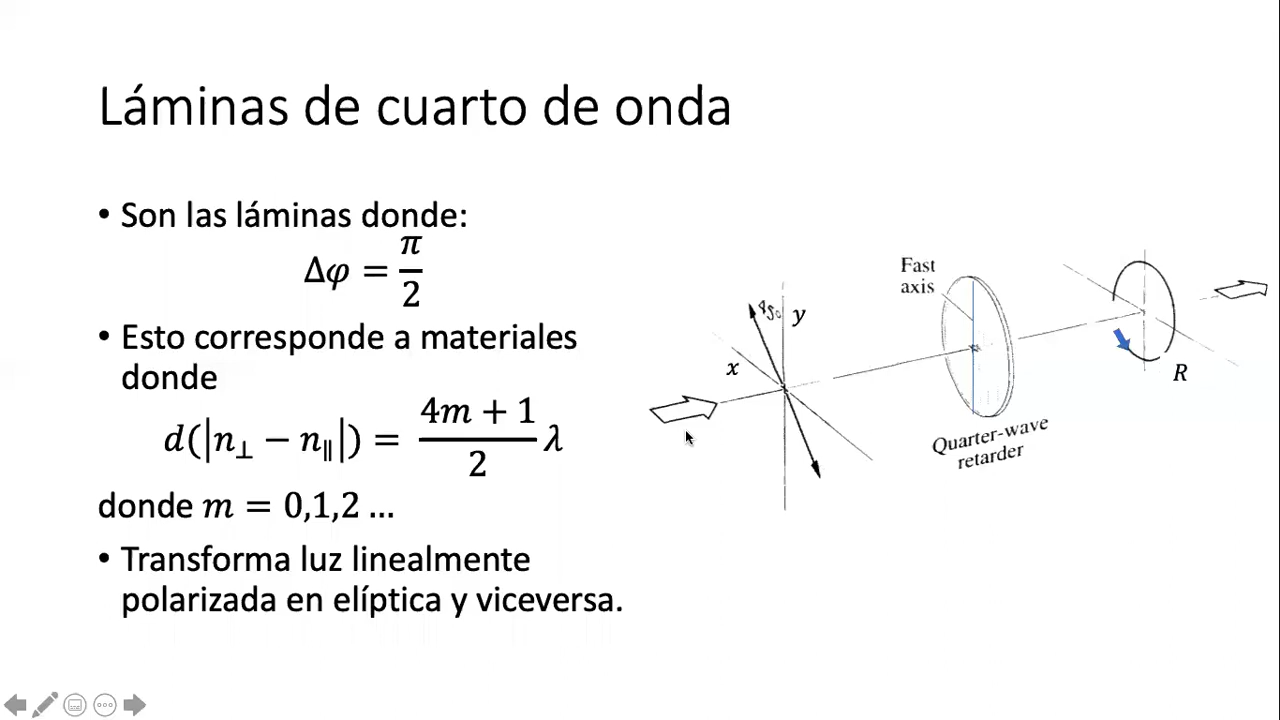 Láminas de cuarto de onda
• Son las láminas donde:
Δφ = π/2
• Esto corresponde a materiales
donde
d(|n⊥ − n∥|) = (4m + 1)/2 λ
donde m = 0,1,2 ...
• Transforma luz linealmente
polarizada en elíptica y viceversa.
Fast
axis
45°
y
x
R
Quarter-wave
retarder